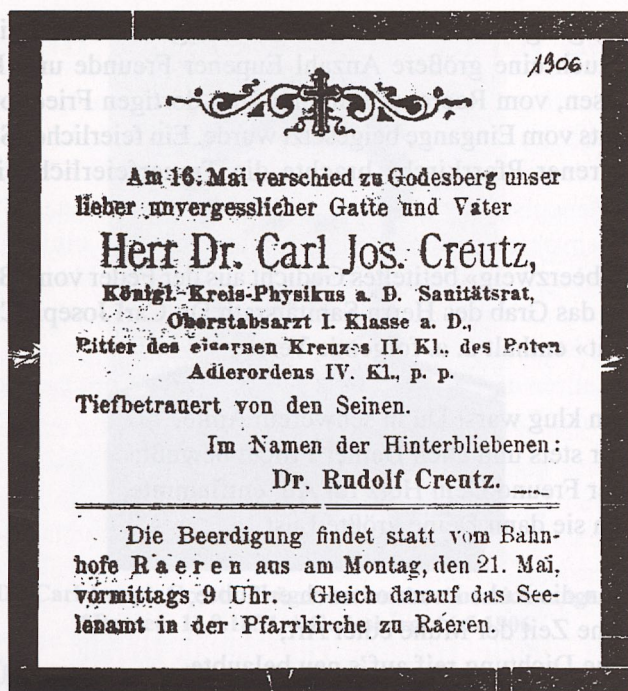 1906
Am 16. Mai verschied zu Godesberg unser
lieber unvergesslicher Gatte und Vater
Herr Dr. Carl Jos. Creutz,
Königl. Kreis-Physikus a. D., Sanitätsrat,
Oberstabsarzt I. Klasse a. D.,
Ritter des eisernen Kreuzes II. Kl., des Roten
Adlerordens IV. Kl., p. p.
Tiefbetrauert von den Seinen.
Im Namen der Hinterbliebenen:
Dr. Rudolf Creutz.
Die Beerdigung findet statt vom Bahn-
hofe Raeren aus am Montag, den 21. Mai,
vormittags 9 Uhr. Gleich darauf das See-
lenamt in der Pfarrkirche zu Raeren.